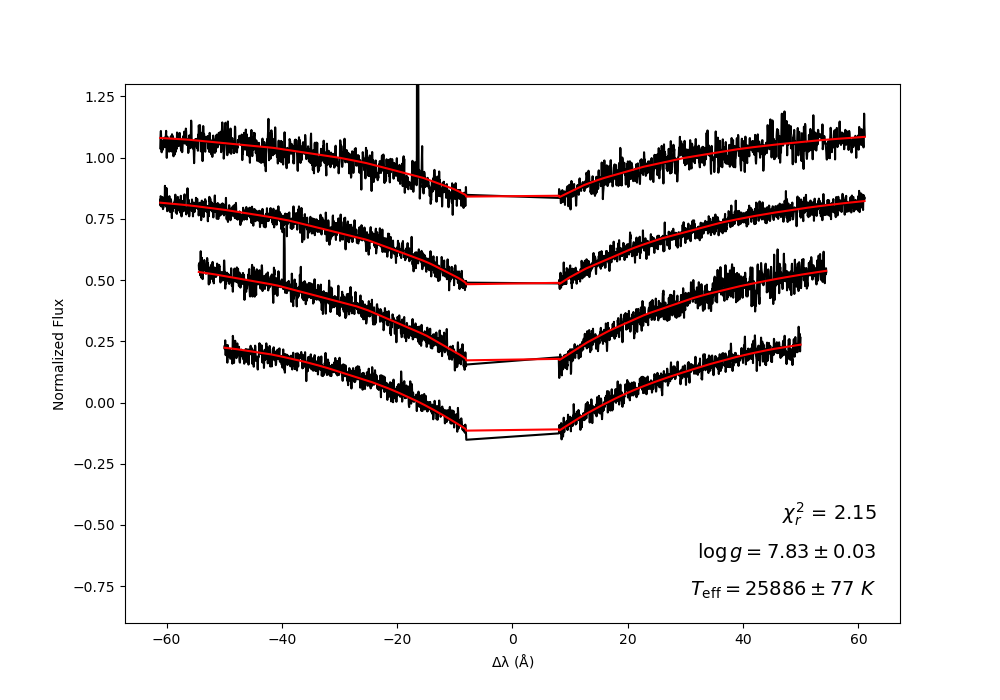 1.25
1.00
0.75
0.50
0.25
0.00
−0.25
−0.50
−0.75
Normalized Flux
χ²ᵣ = 2.15
log g = 7.83 ± 0.03
T_eff = 25886 ± 77 K
−60 −40 −20 0 20 40 60
Δλ (Å)